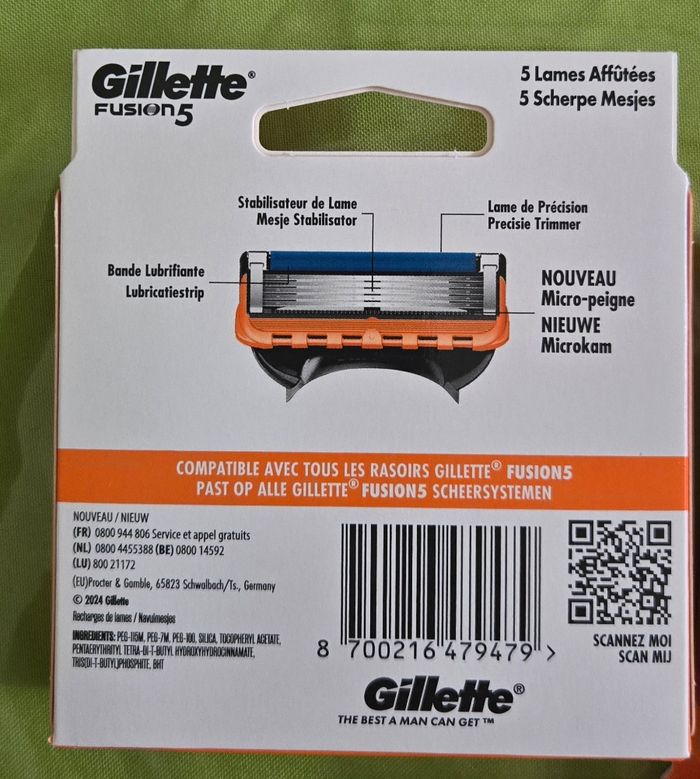 Gillette®
FUSION5
5 Lames Affûtées
5 Scherpe Mesjes
Stabilisateur de Lame
Mesje Stabilisator
Lame de Précision
Precisie Trimmer
Bande Lubrifiante
Lubricatiestrip
NOUVEAU
Micro-peigne
NIEUWE
Microkam
COMPATIBLE AVEC TOUS LES RASOIRS GILLETTE® FUSION5
PAST OP ALLE GILLETTE® FUSION5 SCHEERSYSTEMEN
NOUVEAU / NIEUW
(FR) 0800 944 806 Service et appel gratuits
(NL) 0800 4455388 (BE) 0800 14592
(LU) 800 21172
(EU)Procter & Gamble, 65823 Schwalbach/Ts., Germany
© 2024 Gillette
Recharges de lames / Navulmesjes
INGREDIENTS: PEG-115M, PEG-7M, PEG-100, SILICA, TOCOPHERYL ACETATE,
PENTAERYTHRITYL TETRA-DI-T-BUTYL HYDROXYHYDROCINNAMATE,
TRIS(DI-T-BUTYL)PHOSPHITE, BHT
8 700216 479479 >
SCANNEZ MOI
SCAN MIJ
Gillette®
THE BEST A MAN CAN GET ™